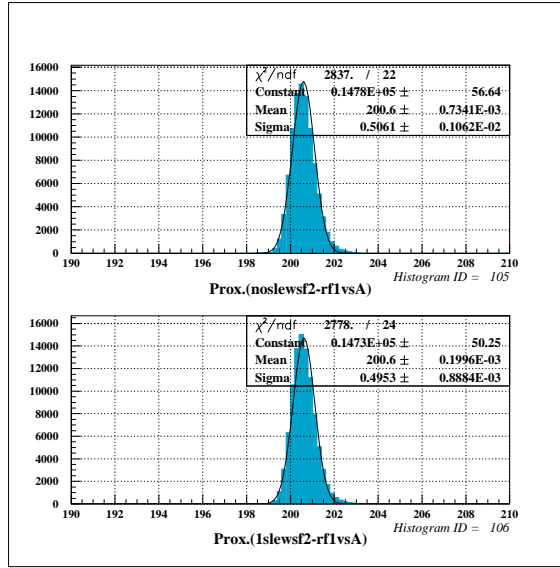 16000
14000
12000
10000
8000
6000
4000
2000
0
χ²/ndf 2837. / 22
Constant 0.1478E+05 ± 56.64
Mean 200.6 ± 0.7341E-03
Sigma 0.5061 ± 0.1062E-02
190 192 194 196 198 200 202 204 206 208 210
Histogram ID = 105
Prox.(noslewsf2-rf1vsA)
16000
14000
12000
10000
8000
6000
4000
2000
0
χ²/ndf 2778. / 24
Constant 0.1473E+05 ± 50.25
Mean 200.6 ± 0.1996E-03
Sigma 0.4953 ± 0.8884E-03
190 192 194 196 198 200 202 204 206 208 210
Histogram ID = 106
Prox.(1slewsf2-rf1vsA)